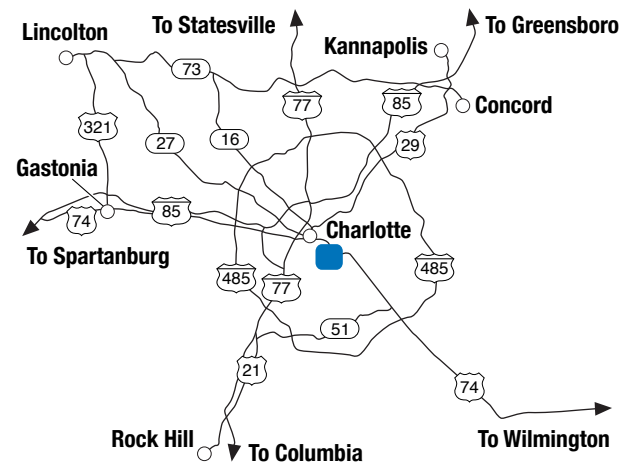 To Statesville
To Greensboro
Lincolton
Kannapolis
73
77
85
Concord
321
27
16
29
Gastonia
74
85
Charlotte
To Spartanburg
485
77
485
51
21
74
Rock Hill
To Columbia
To Wilmington